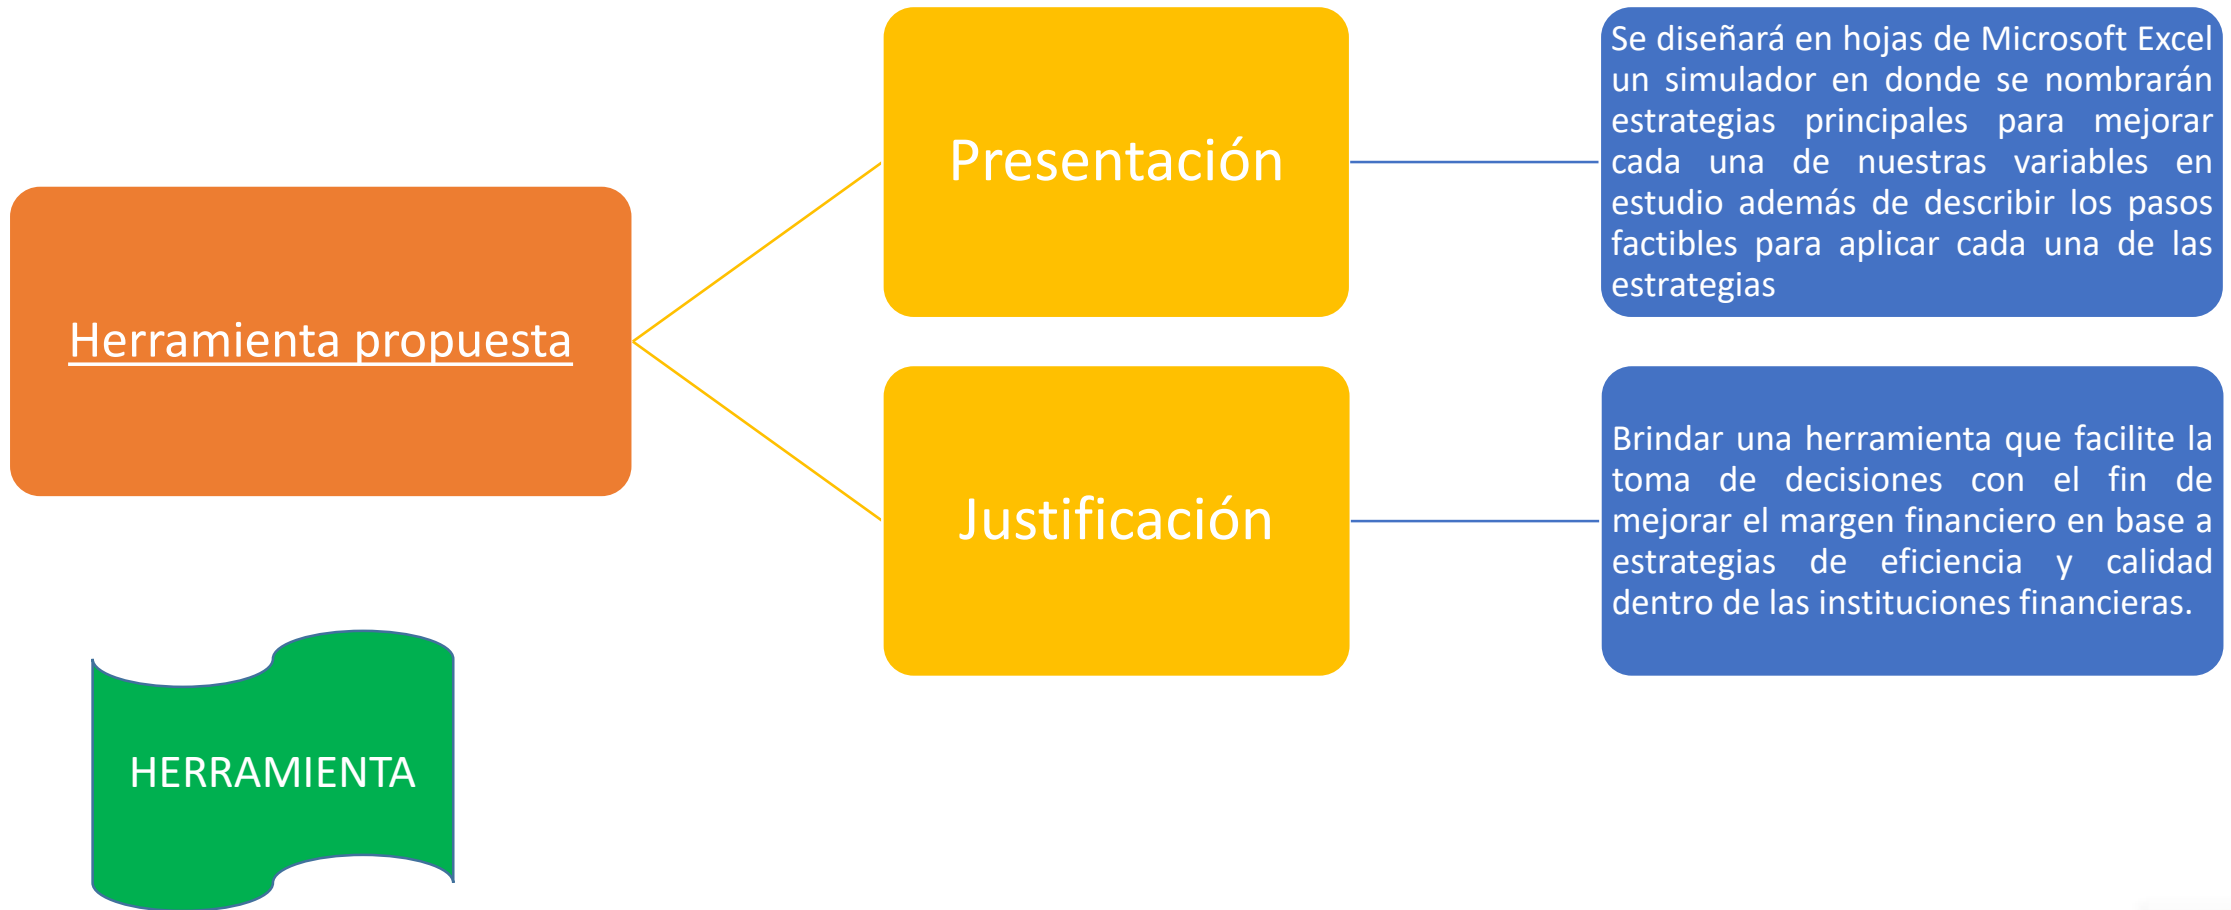 Herramienta propuesta
Presentación
Se diseñará en hojas de Microsoft Excel
un simulador en donde se nombrarán
estrategias principales para mejorar
cada una de nuestras variables en
estudio además de describir los pasos
factibles para aplicar cada una de las
estrategias
Justificación
Brindar una herramienta que facilite la
toma de decisiones con el fin de
mejorar el margen financiero en base a
estrategias de eficiencia y calidad
dentro de las instituciones financieras.
HERRAMIENTA